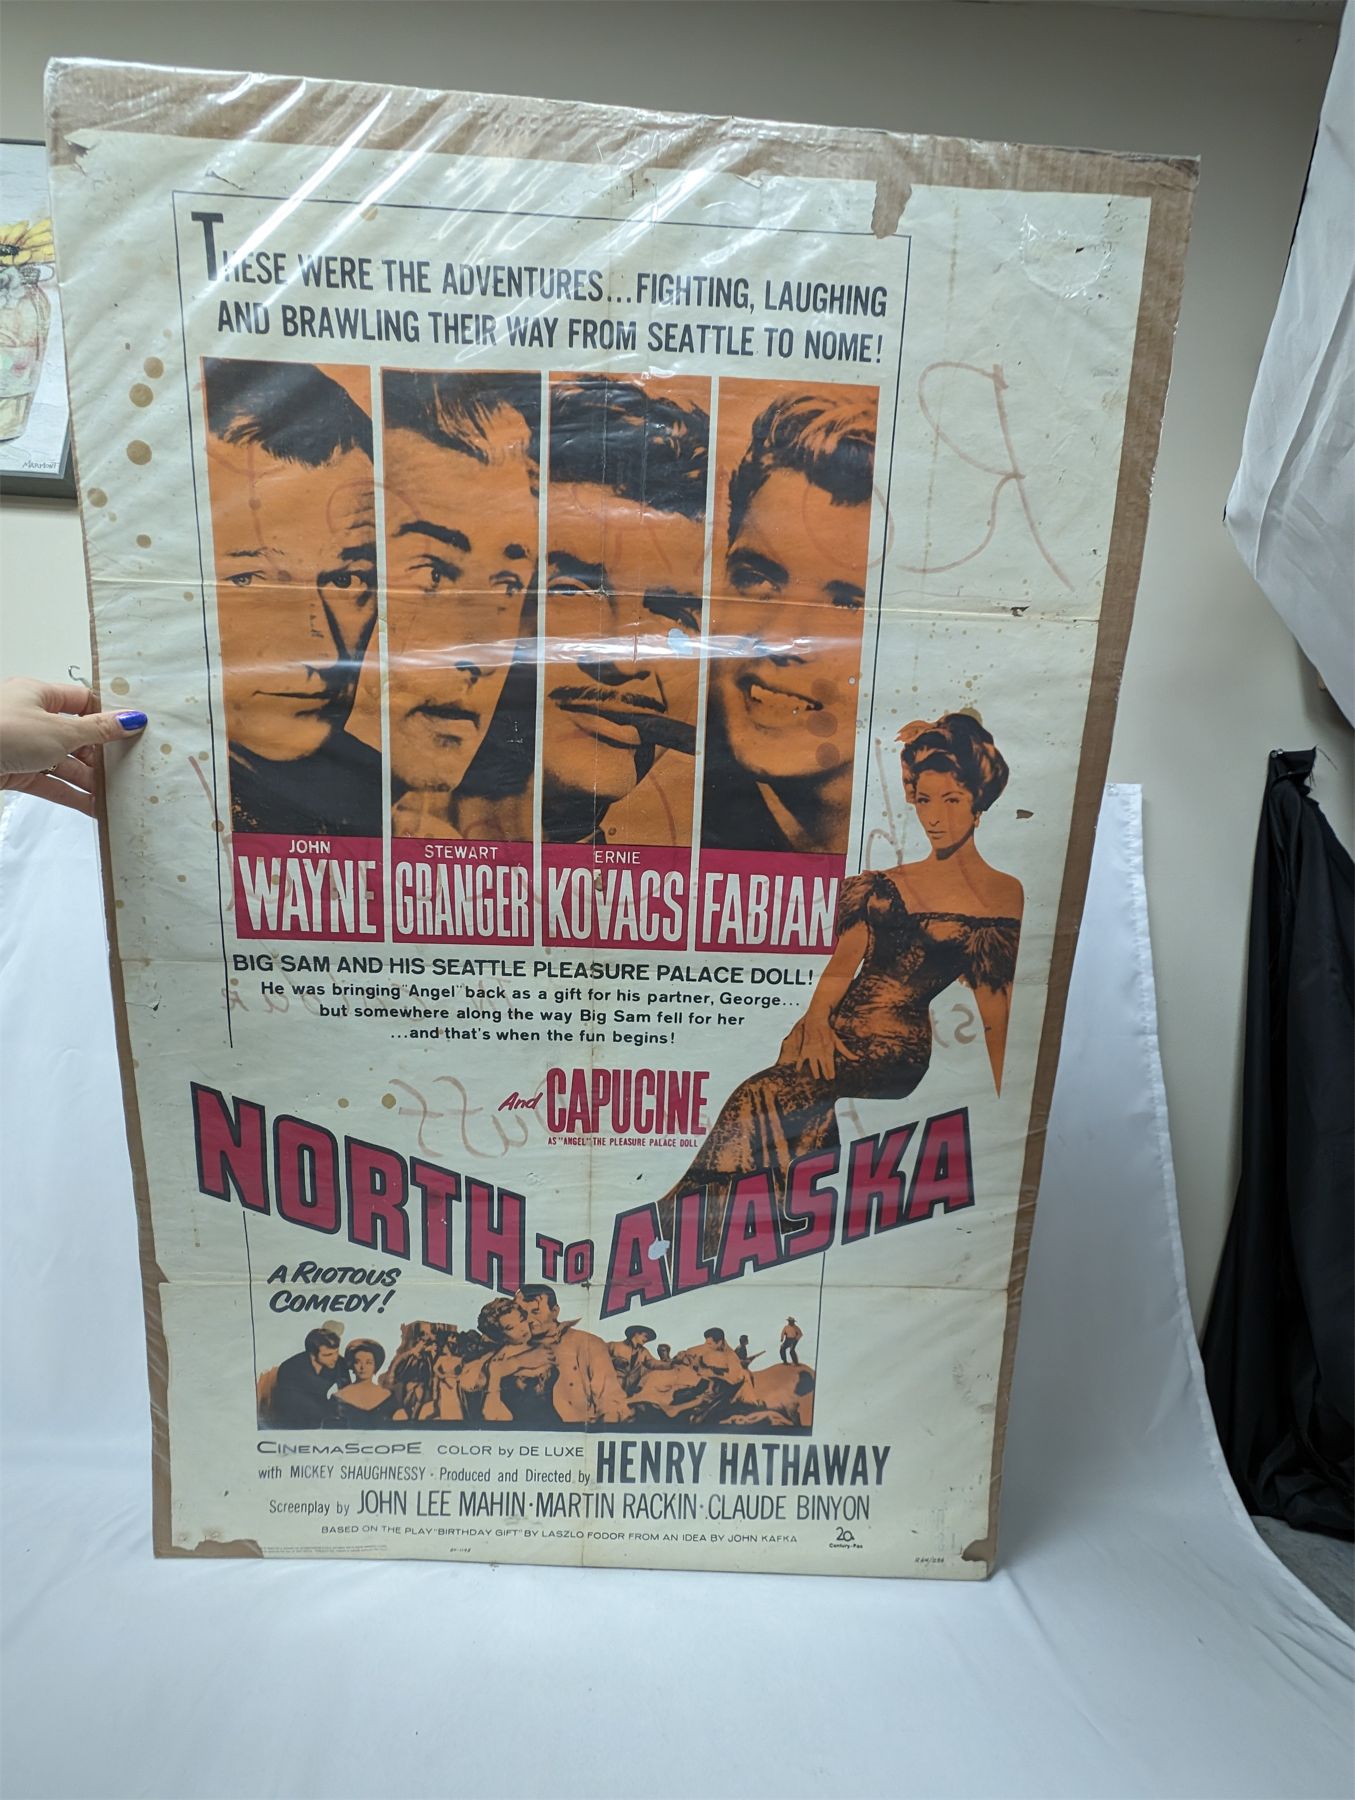 THESE WERE THE ADVENTURES...FIGHTING, LAUGHING
AND BRAWLING THEIR WAY FROM SEATTLE TO NOME!
JOHN
WAYNE
STEWART
GRANGER
ERNIE
KOVACS
FABIAN
BIG SAM AND HIS SEATTLE PLEASURE PALACE DOLL!
He was bringing "Angel" back as a gift for his partner, George...
but somewhere along the way Big Sam fell for her
...and that's when the fun begins!
And CAPUCINE
AS "ANGEL" THE PLEASURE PALACE DOLL
NORTH TO ALASKA
A RIOTOUS
COMEDY!
CINEMASCOPE COLOR by DE LUXE
with MICKEY SHAUGHNESSY · Produced and Directed by HENRY HATHAWAY
Screenplay by JOHN LEE MAHIN · MARTIN RACKIN · CLAUDE BINYON
BASED ON THE PLAY "BIRTHDAY GIFT" BY LASZLO FODOR FROM AN IDEA BY JOHN KAFKA
20
Century-Fox
MARMONT